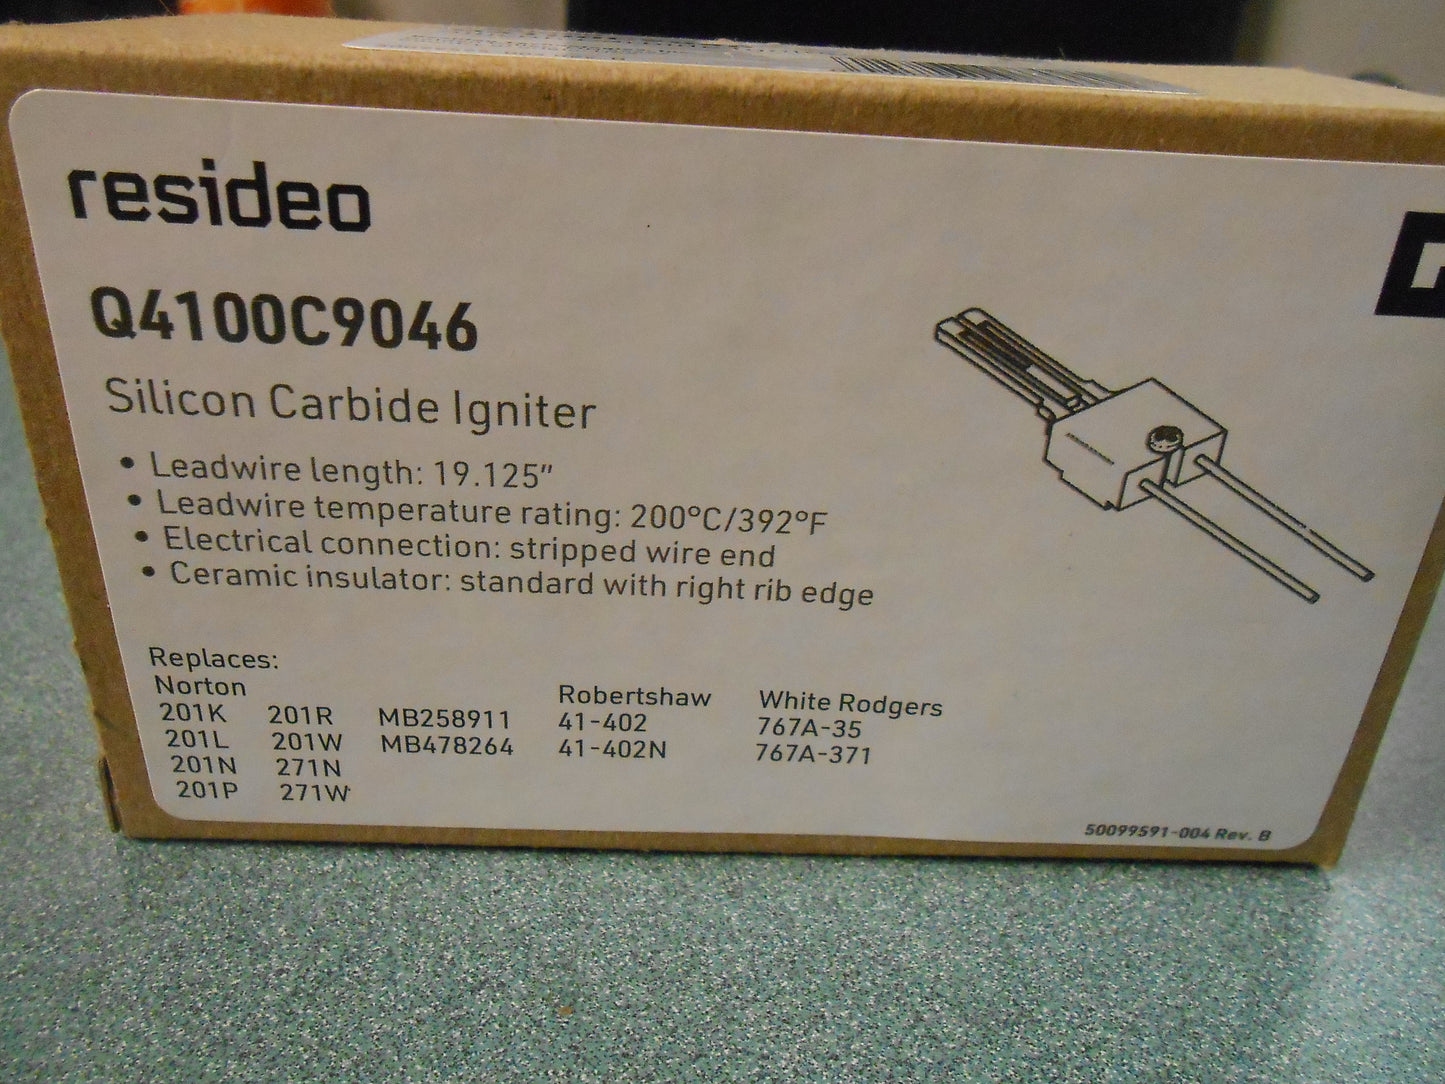 resideo
Q4100C9046
Silicon Carbide Igniter
• Leadwire length: 19.125"
• Leadwire temperature rating: 200°C/392°F
• Electrical connection: stripped wire end
• Ceramic insulator: standard with right rib edge
Replaces:
Norton Robertshaw White Rodgers
201K 201R MB258911 41-402 767A-35
201L 201W MB478264 41-402N 767A-371
201N 271N
201P 271W
50099591-004 Rev. B